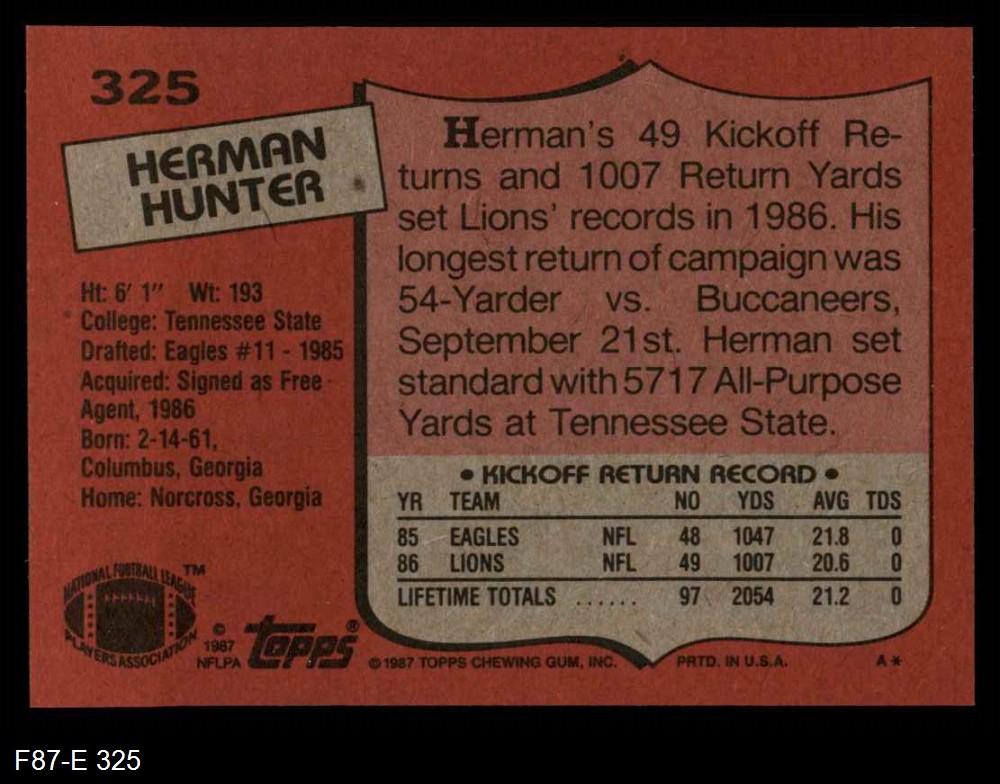 325
HERMAN
HUNTER
Ht: 6' 1" Wt: 193
College: Tennessee State
Drafted: Eagles #11 - 1985
Acquired: Signed as Free
Agent, 1986
Born: 2-14-61,
Columbus, Georgia
Home: Norcross, Georgia
NATIONAL FOOTBALL LEAGUE
PLAYERS ASSOCIATION
TM
© 1987
NFLPA
Topps®
Herman's 49 Kickoff Re-
turns and 1007 Return Yards
set Lions' records in 1986. His
longest return of campaign was
54-Yarder vs. Buccaneers,
September 21st. Herman set
standard with 5717 All-Purpose
Yards at Tennessee State.
• KICKOFF RETURN RECORD •
YR TEAM NO YDS AVG TDS
85 EAGLES NFL 48 1047 21.8 0
86 LIONS NFL 49 1007 20.6 0
LIFETIME TOTALS ...... 97 2054 21.2 0
© 1987 TOPPS CHEWING GUM, INC. PRTD. IN U.S.A. A*
F87-E 325